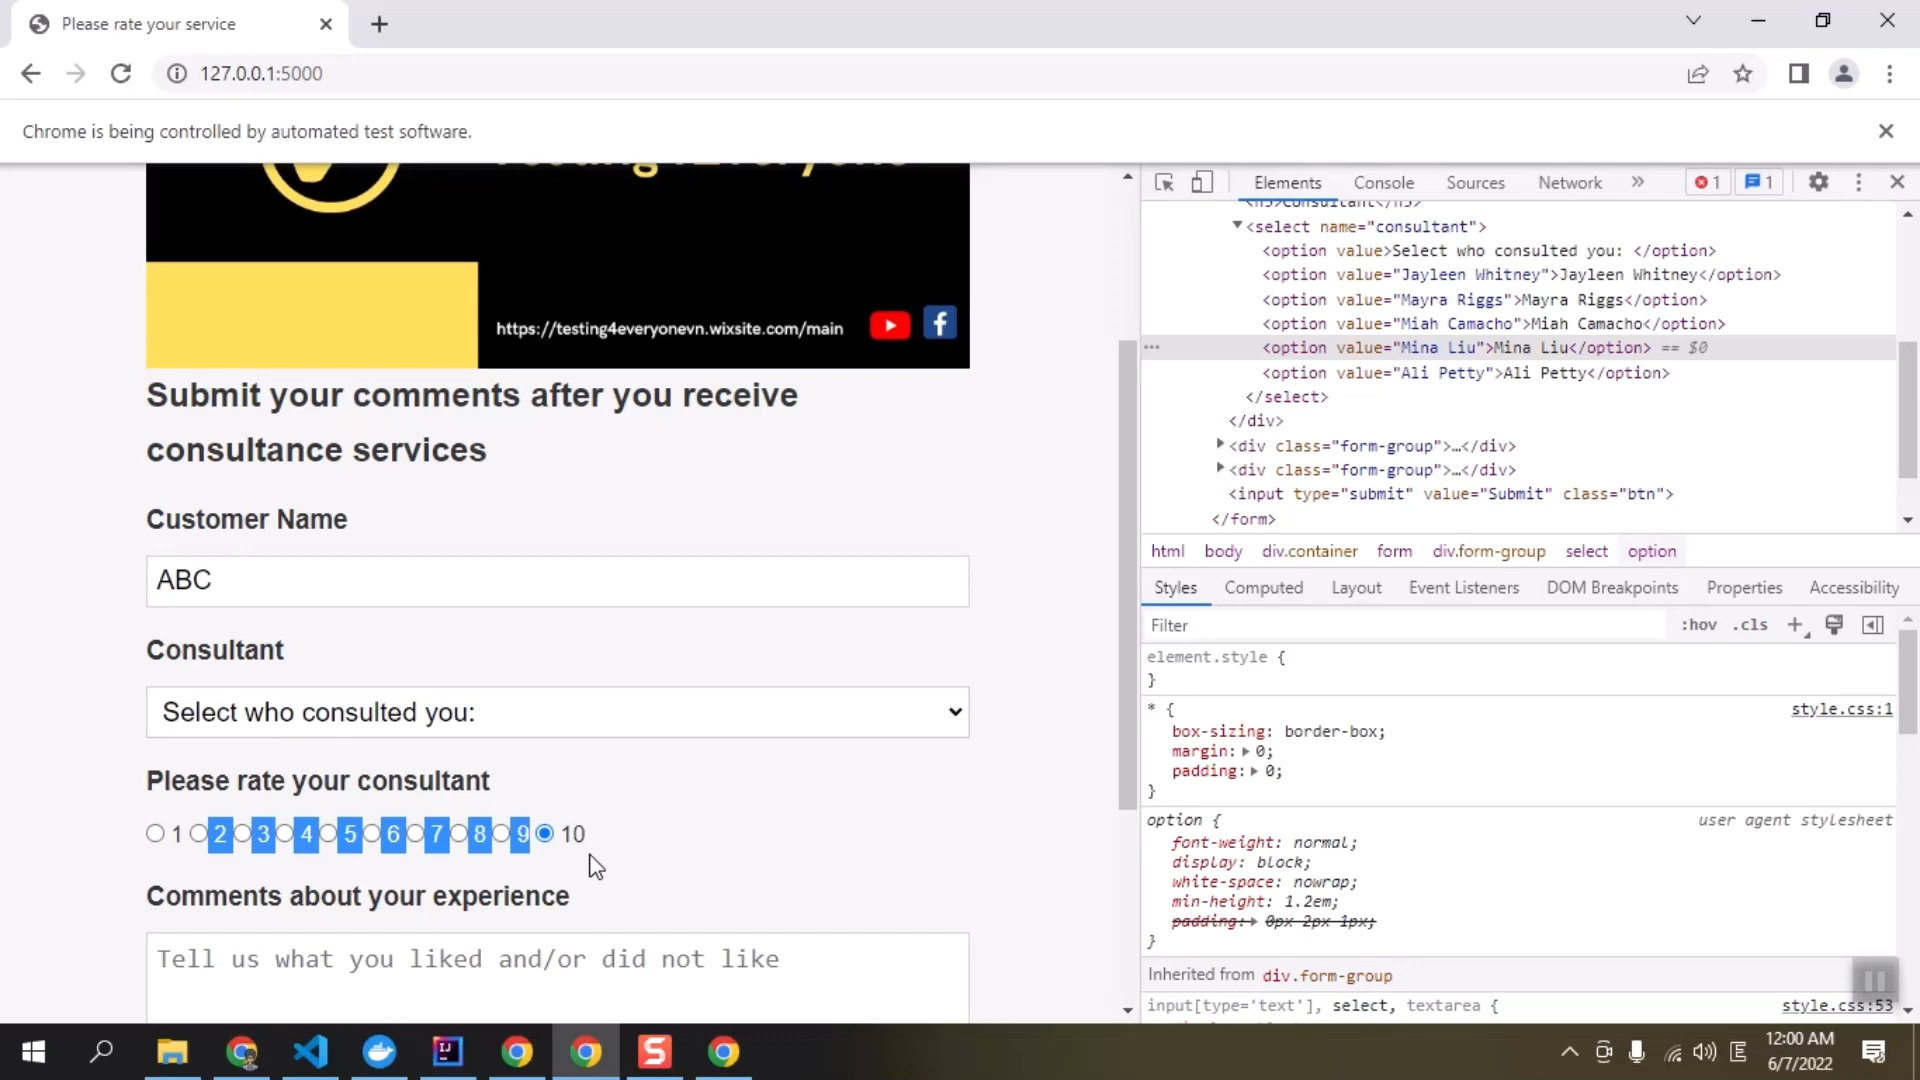 Please rate your service
127.0.0.1:5000
Chrome is being controlled by automated test software.
https://testing4everyonevn.wixsite.com/main
Submit your comments after you receive
consultance services
Customer Name
ABC
Consultant
Select who consulted you:
Please rate your consultant
1 2 3 4 5 6 7 8 9 10
Comments about your experience
Tell us what you liked and/or did not like
Elements Console Sources Network » 1 1
<h3>Consultant</h3>
<select name="consultant">
<option value>Select who consulted you: </option>
<option value="Jayleen Whitney">Jayleen Whitney</option>
<option value="Mayra Riggs">Mayra Riggs</option>
<option value="Miah Camacho">Miah Camacho</option>
<option value="Mina Liu">Mina Liu</option> == $0
<option value="Ali Petty">Ali Petty</option>
</select>
</div>
<div class="form-group">…</div>
<div class="form-group">…</div>
<input type="submit" value="Submit" class="btn">
</form>
html body div.container form div.form-group select option
Styles Computed Layout Event Listeners DOM Breakpoints Properties Accessibility
Filter :hov .cls +
element.style {
}
* { style.css:1
box-sizing: border-box;
margin: 0;
padding: 0;
}
option { user agent stylesheet
font-weight: normal;
display: block;
white-space: nowrap;
min-height: 1.2em;
padding: 0px 2px 1px;
}
Inherited from div.form-group
input[type='text'], select, textarea { style.css:53
12:00 AM
6/7/2022